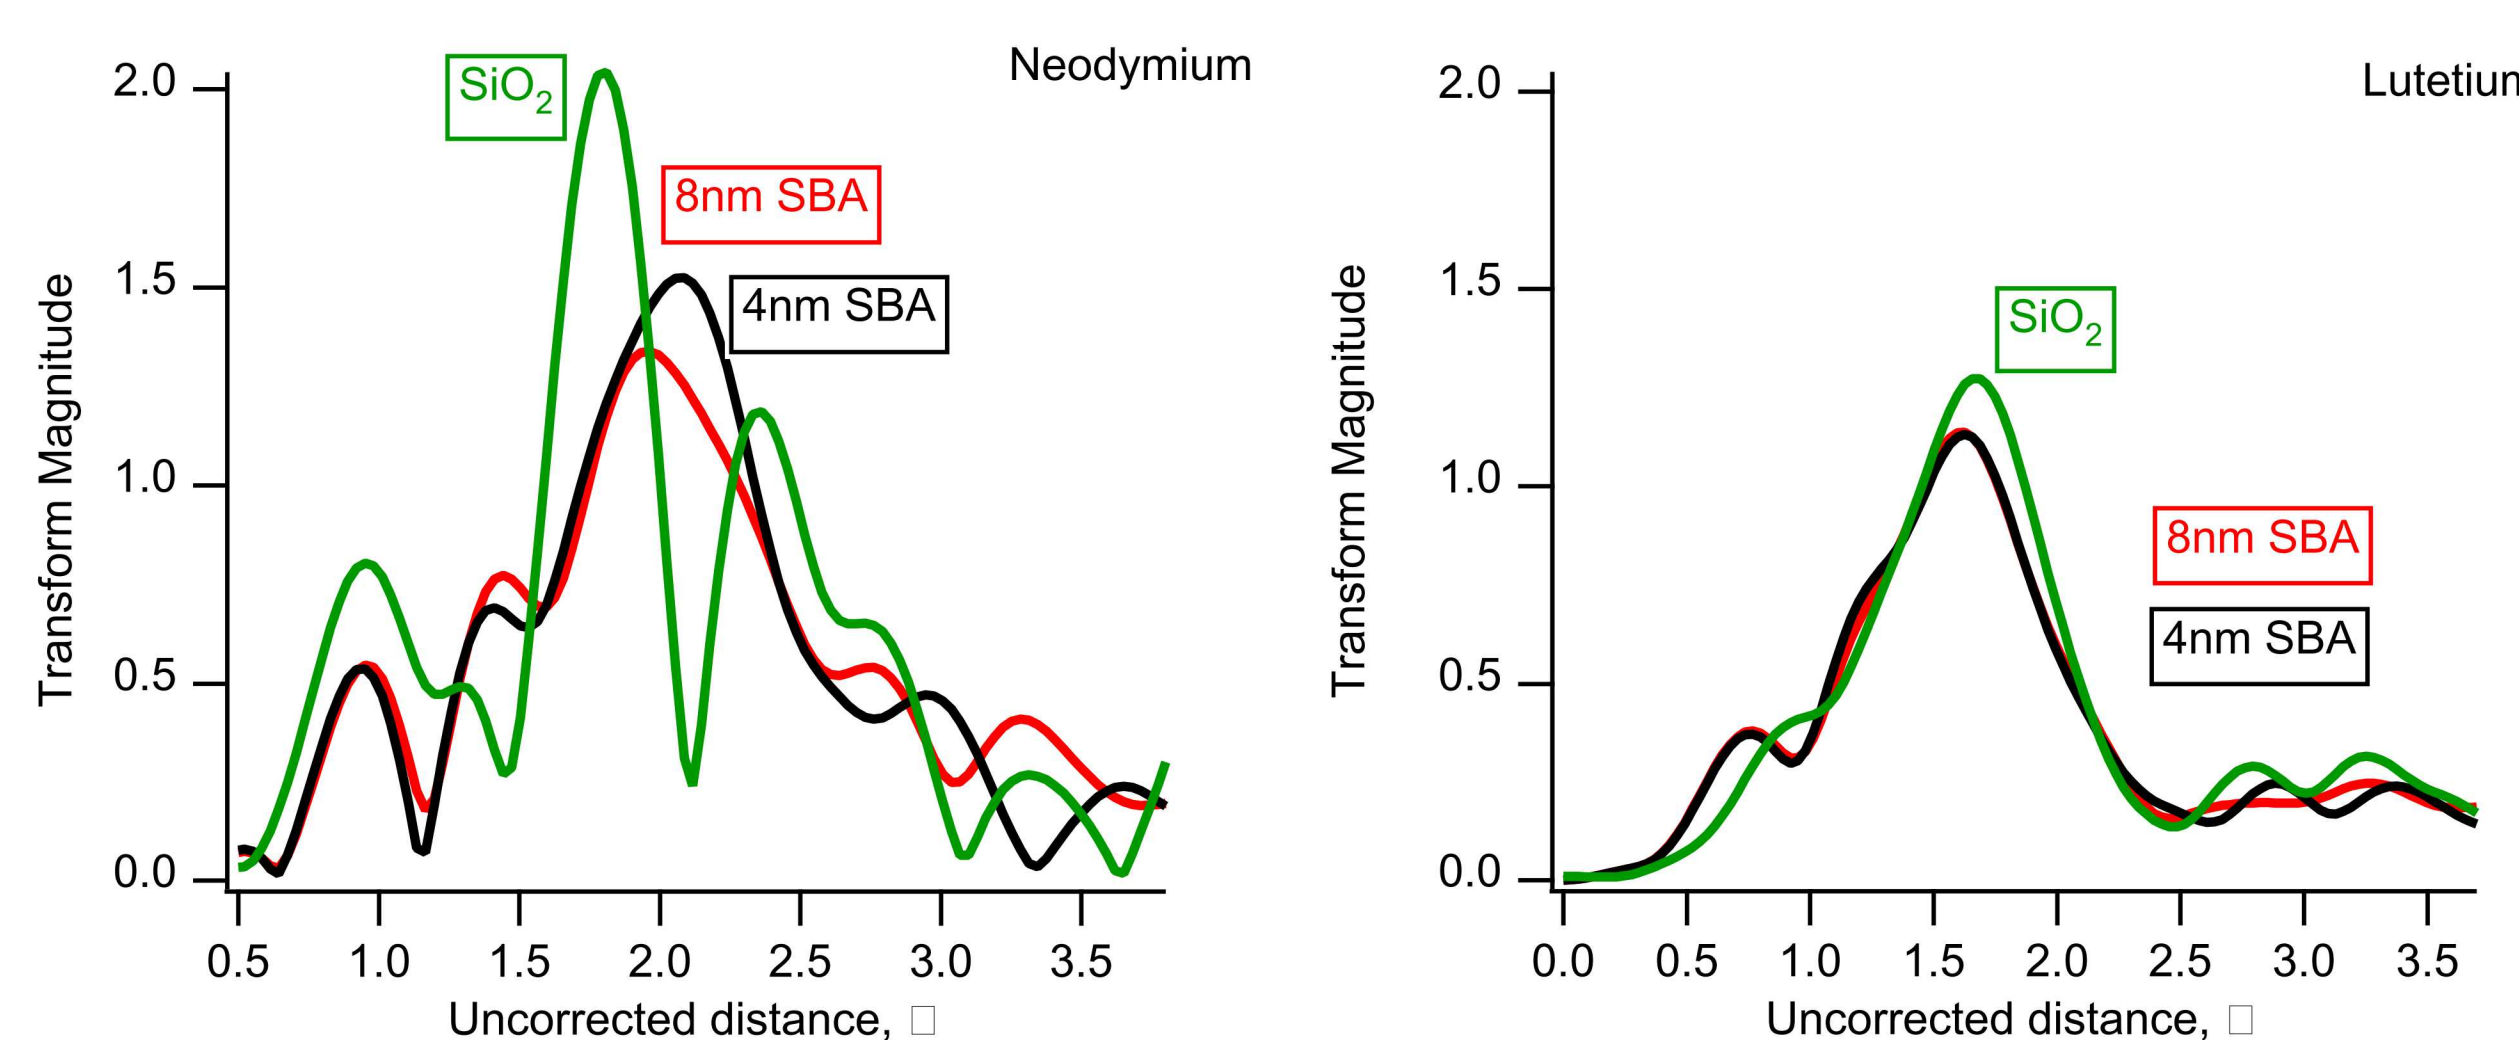 Neodymium
SiO2
8nm SBA
4nm SBA
Transform Magnitude
2.0
1.5
1.0
0.5
0.0
0.5 1.0 1.5 2.0 2.5 3.0 3.5
Uncorrected distance, □
Lutetium
SiO2
8nm SBA
4nm SBA
Transform Magnitude
2.0
1.5
1.0
0.5
0.0
0.0 0.5 1.0 1.5 2.0 2.5 3.0 3.5
Uncorrected distance, □